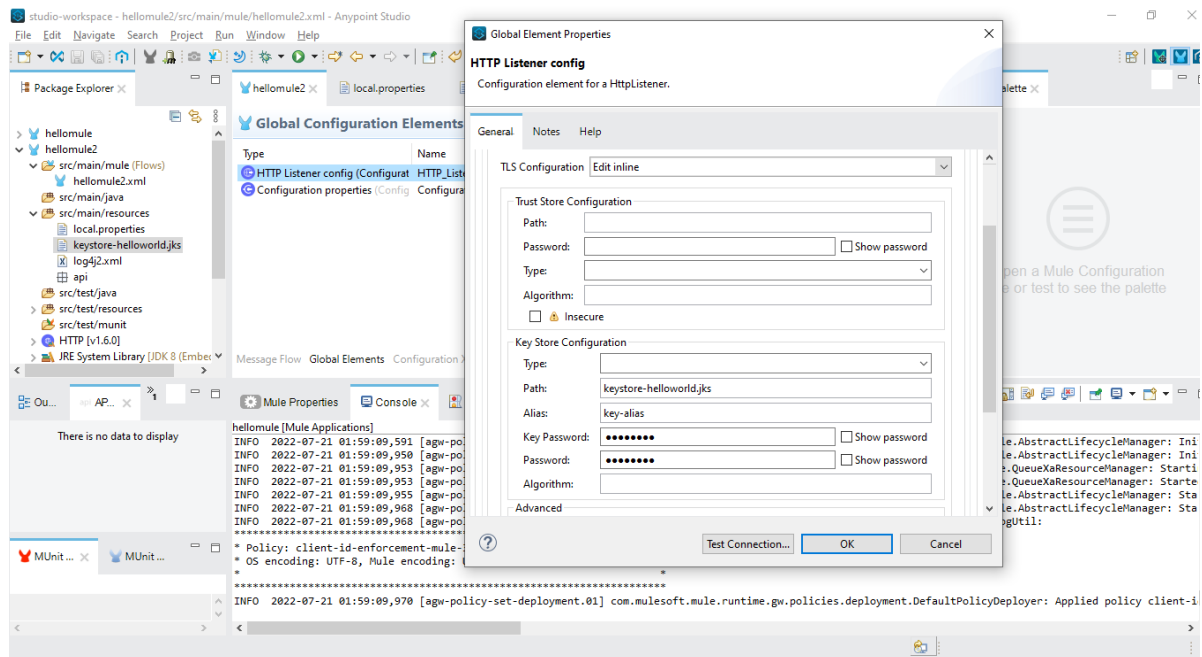 studio-workspace - hellomule2/src/main/mule/hellomule2.xml - Anypoint Studio
File Edit Navigate Search Project Run Window Help
Package Explorer
hellomule
hellomule2
src/main/mule (Flows)
hellomule2.xml
src/main/java
src/main/resources
local.properties
keystore-helloworld.jks
log4j2.xml
api
src/test/java
src/test/resources
src/test/munit
HTTP [v1.6.0]
JRE System Library [JDK 8 (Embe
hellomule2
local.properties
Global Configuration Elements
Type Name
HTTP Listener config (Configurat HTTP_Liste
Configuration properties (Config Configura
Message Flow Global Elements Configuration X
Global Element Properties
HTTP Listener config
Configuration element for a HttpListener.
General Notes Help
TLS Configuration Edit inline
Trust Store Configuration
Path:
Password: Show password
Type:
Algorithm:
Insecure
Key Store Configuration
Type:
Path: keystore-helloworld.jks
Alias: key-alias
Key Password: ●●●●●●●● Show password
Password: ●●●●●●●● Show password
Algorithm:
Advanced
? Test Connection... OK Cancel
alette
pen a Mule Configuration
e or test to see the palette
Ou... AP... »1
There is no data to display
MUnit ... MUnit ...
Mule Properties Console
hellomule [Mule Applications]
INFO 2022-07-21 01:59:09,591 [agw-pol le.AbstractLifecycleManager: Ini
INFO 2022-07-21 01:59:09,950 [agw-pol le.AbstractLifecycleManager: Ini
INFO 2022-07-21 01:59:09,953 [agw-pol e.QueueXaResourceManager: Starti
INFO 2022-07-21 01:59:09,953 [agw-pol e.QueueXaResourceManager: Starte
INFO 2022-07-21 01:59:09,955 [agw-pol le.AbstractLifecycleManager: Sta
INFO 2022-07-21 01:59:09,968 [agw-pol le.AbstractLifecycleManager: Sta
INFO 2022-07-21 01:59:09,968 [agw-pol ogUtil:
* Policy: client-id-enforcement-mule-
* OS encoding: UTF-8, Mule encoding:
* *
**********************************************************************
INFO 2022-07-21 01:59:09,970 [agw-policy-set-deployment.01] com.mulesoft.mule.runtime.gw.policies.deployment.DefaultPolicyDeployer: Applied policy client-i